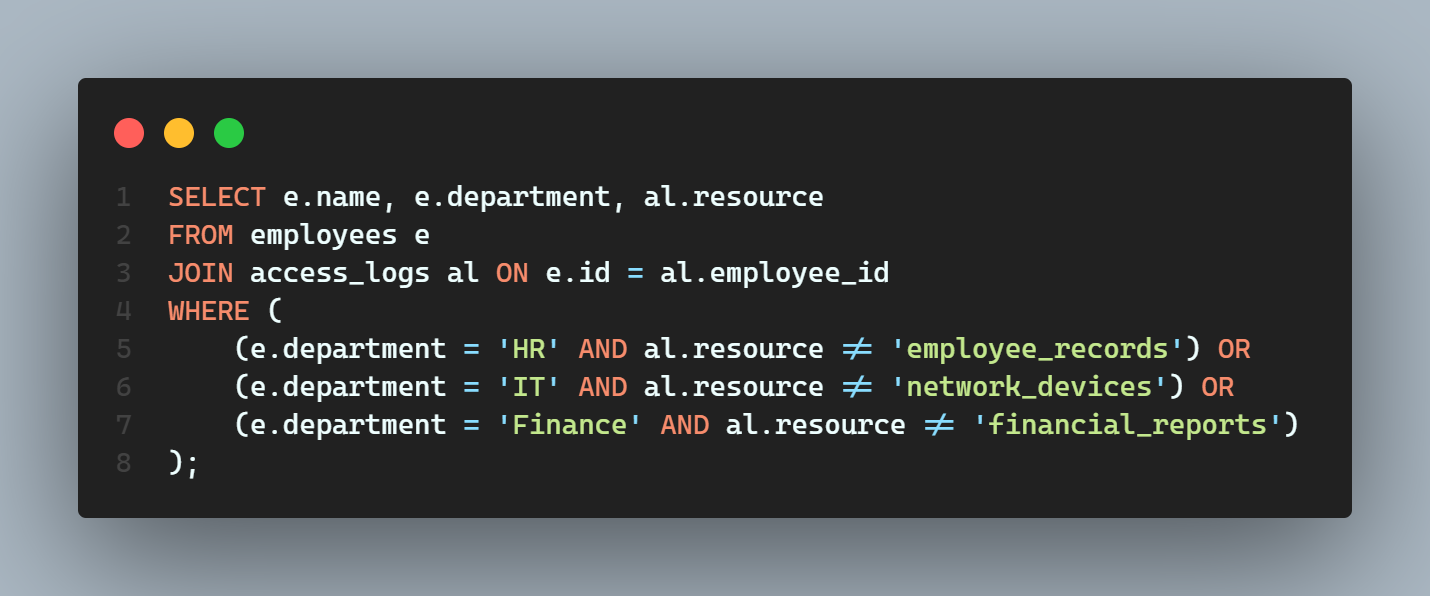 1 SELECT e.name, e.department, al.resource
2 FROM employees e
3 JOIN access_logs al ON e.id = al.employee_id
4 WHERE (
5     (e.department = 'HR' AND al.resource != 'employee_records') OR
6     (e.department = 'IT' AND al.resource != 'network_devices') OR
7     (e.department = 'Finance' AND al.resource != 'financial_reports')
8 );